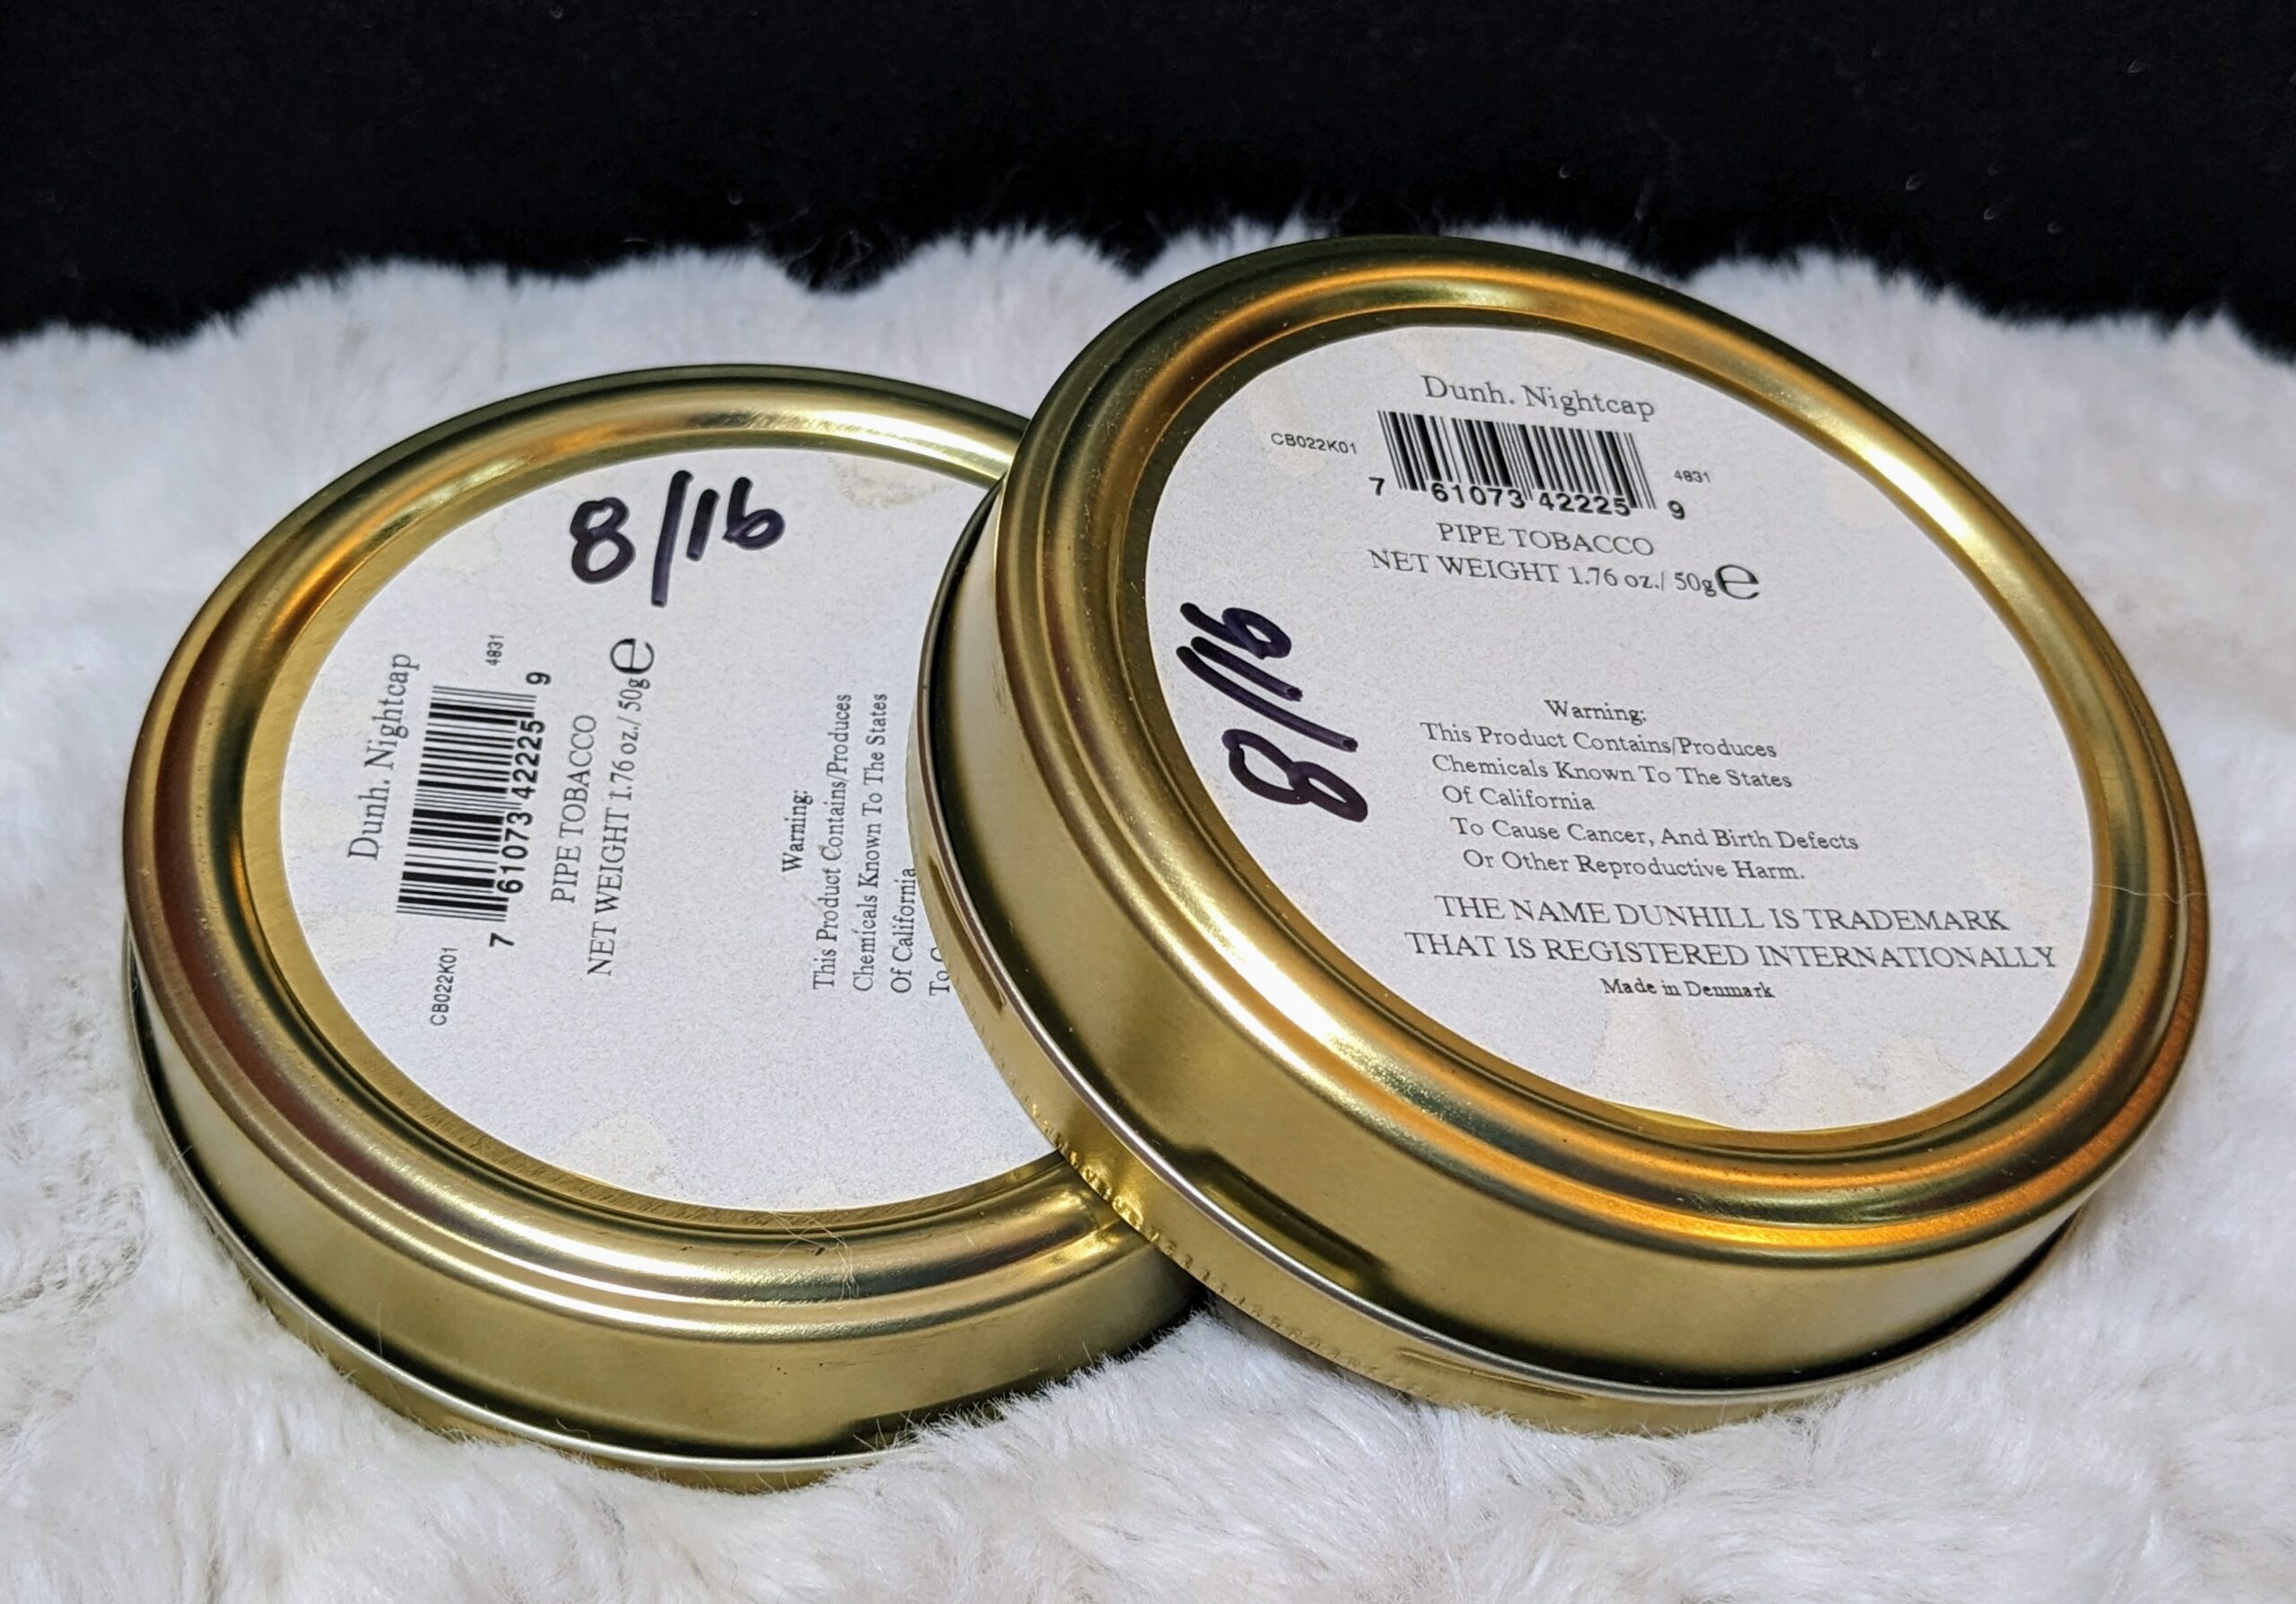 8/16
Dunh. Nightcap
CB022K01
4831
7 61073 42225 9
PIPE TOBACCO
NET WEIGHT 1.76 oz./ 50g℮
Warning:
This Product Contains/Produces
Chemicals Known To The States
Of California
To
Dunh. Nightcap
CB022K01
4831
7 61073 42225 9
PIPE TOBACCO
NET WEIGHT 1.76 oz./ 50g℮
8/16
Warning:
This Product Contains/Produces
Chemicals Known To The States
Of California
To Cause Cancer, And Birth Defects
Or Other Reproductive Harm.
THE NAME DUNHILL IS TRADEMARK
THAT IS REGISTERED INTERNATIONALLY
Made in Denmark